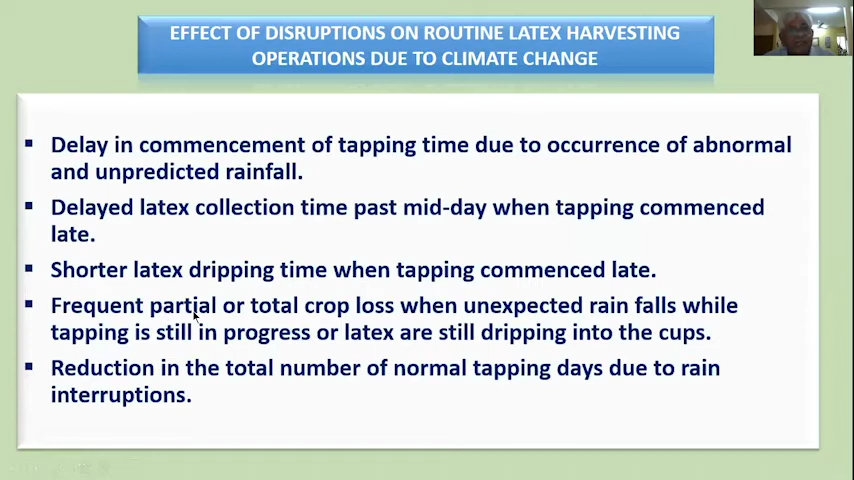 EFFECT OF DISRUPTIONS ON ROUTINE LATEX HARVESTING
OPERATIONS DUE TO CLIMATE CHANGE
▪ Delay in commencement of tapping time due to occurrence of abnormal
and unpredicted rainfall.
▪ Delayed latex collection time past mid-day when tapping commenced
late.
▪ Shorter latex dripping time when tapping commenced late.
▪ Frequent partial or total crop loss when unexpected rain falls while
tapping is still in progress or latex are still dripping into the cups.
▪ Reduction in the total number of normal tapping days due to rain
interruptions.